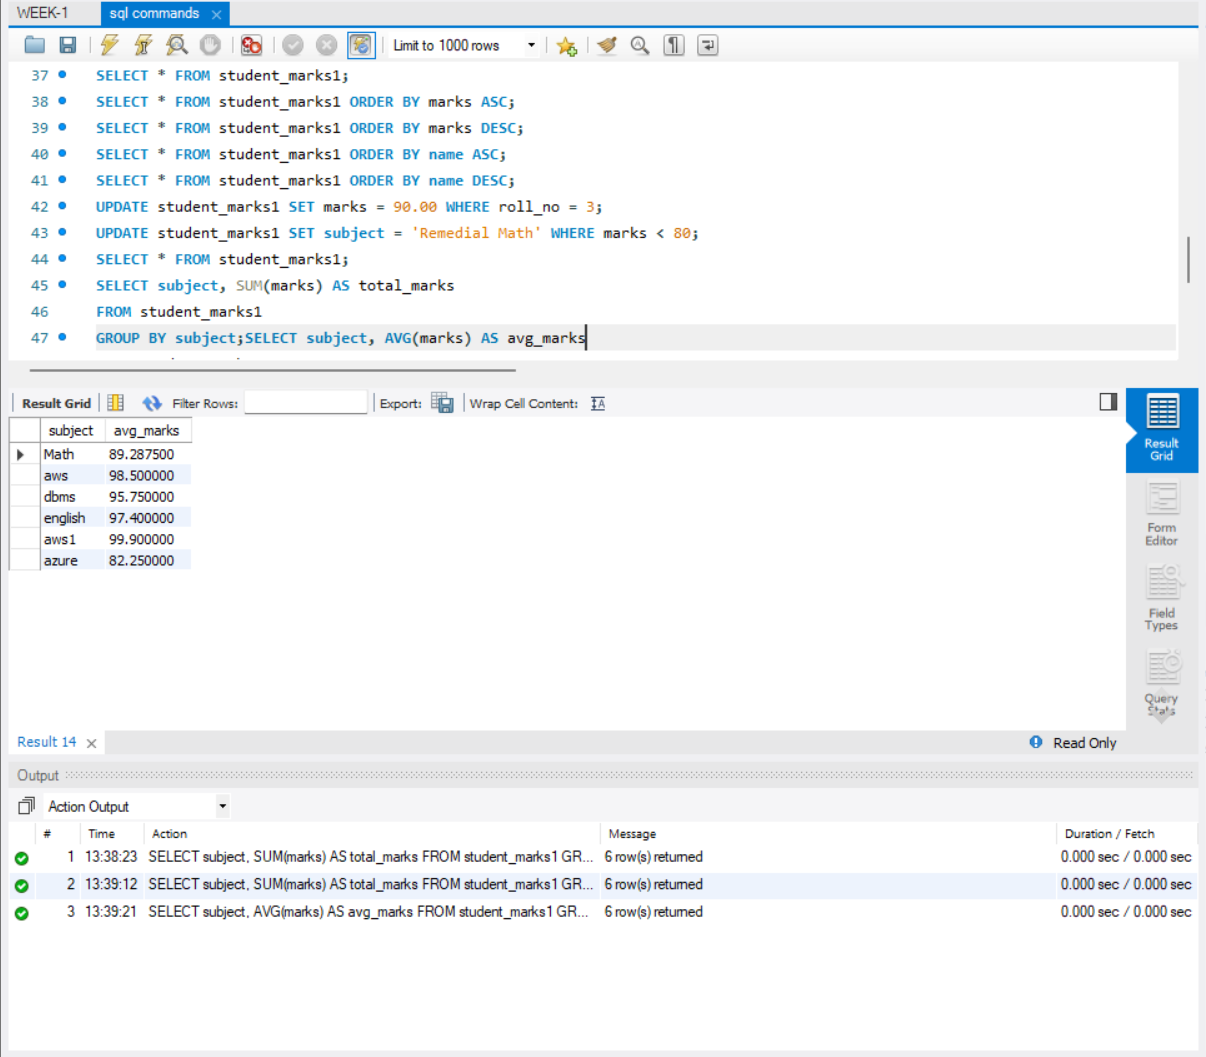 WEEK-1 sql commands
Limit to 1000 rows
37 SELECT * FROM student_marks1;
38 SELECT * FROM student_marks1 ORDER BY marks ASC;
39 SELECT * FROM student_marks1 ORDER BY marks DESC;
40 SELECT * FROM student_marks1 ORDER BY name ASC;
41 SELECT * FROM student_marks1 ORDER BY name DESC;
42 UPDATE student_marks1 SET marks = 90.00 WHERE roll_no = 3;
43 UPDATE student_marks1 SET subject = 'Remedial Math' WHERE marks < 80;
44 SELECT * FROM student_marks1;
45 SELECT subject, SUM(marks) AS total_marks
46 FROM student_marks1
47 GROUP BY subject;SELECT subject, AVG(marks) AS avg_marks
Result Grid Filter Rows: Export: Wrap Cell Content:
subject avg_marks
Math 89.287500
aws 98.500000
dbms 95.750000
english 97.400000
aws1 99.900000
azure 82.250000
Result
Grid
Form
Editor
Field
Types
Query
Stats
Result 14 Read Only
Output
Action Output
# Time Action Message Duration / Fetch
1 13:38:23 SELECT subject, SUM(marks) AS total_marks FROM student_marks1 GR... 6 row(s) returned 0.000 sec / 0.000 sec
2 13:39:12 SELECT subject, SUM(marks) AS total_marks FROM student_marks1 GR... 6 row(s) returned 0.000 sec / 0.000 sec
3 13:39:21 SELECT subject, AVG(marks) AS avg_marks FROM student_marks1 GR... 6 row(s) returned 0.000 sec / 0.000 sec